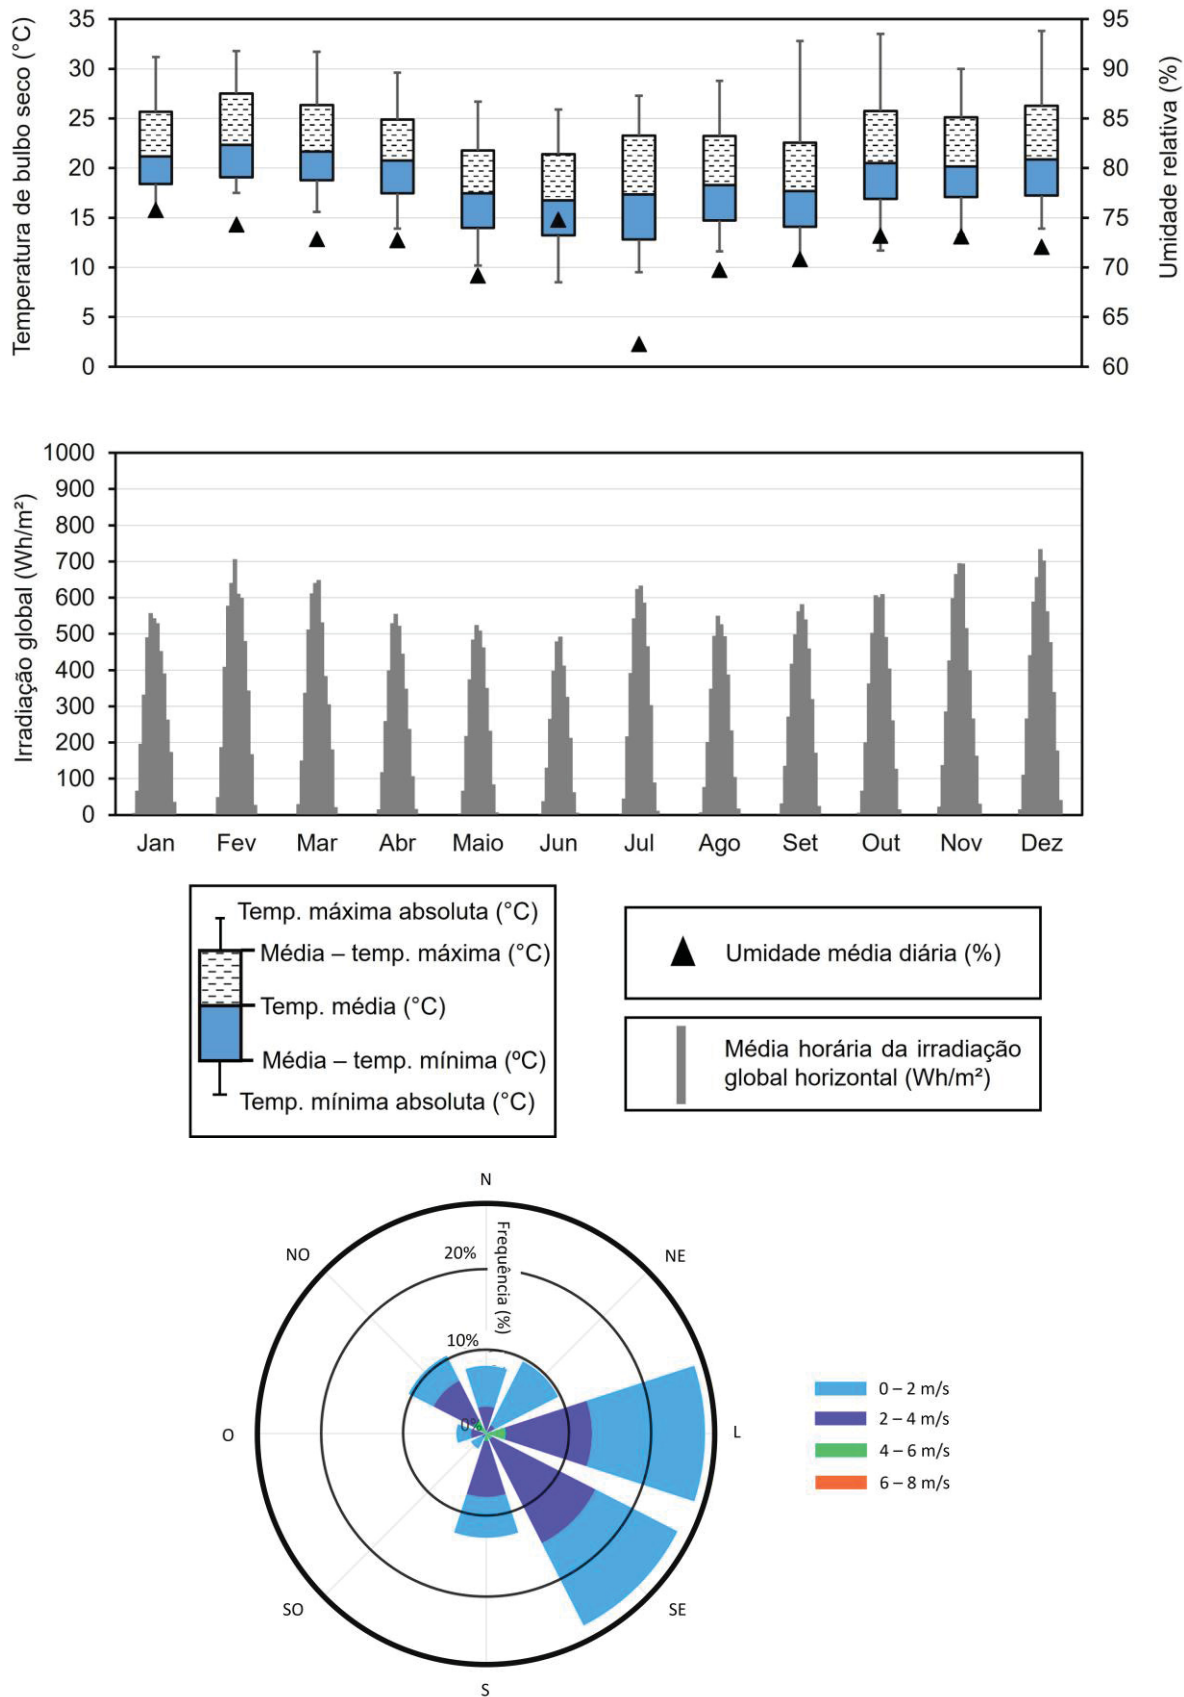 Temperatura de bulbo seco (°C)
35
30
25
20
15
10
5
0
95
90
85
80
75
70
65
60
Umidade relativa (%)
Irradiação global (Wh/m²)
1000
900
800
700
600
500
400
300
200
100
0
Jan Fev Mar Abr Maio Jun Jul Ago Set Out Nov Dez
Temp. máxima absoluta (°C)
Média – temp. máxima (°C)
Temp. média (°C)
Média – temp. mínima (ºC)
Temp. mínima absoluta (°C)
Umidade média diária (%)
Média horária da irradiação
global horizontal (Wh/m²)
N
NO
NE
20%
Frequência (%)
10%
0%
O
L
SO
SE
S
0 – 2 m/s
2 – 4 m/s
4 – 6 m/s
6 – 8 m/s